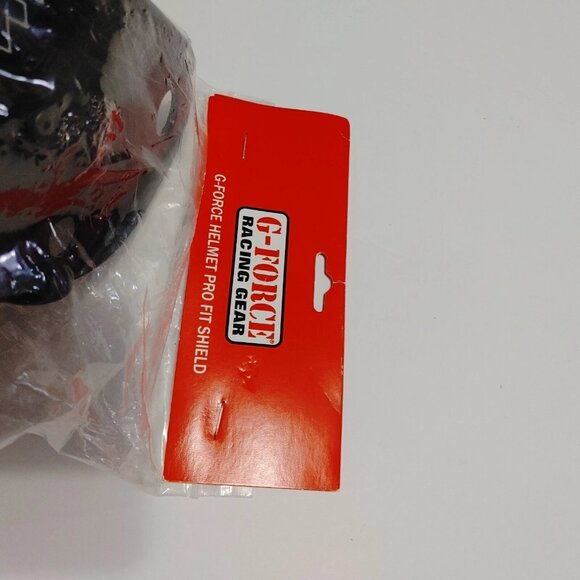 G-FORCE®
RACING GEAR
G-FORCE HELMET PRO FIT SHIELD